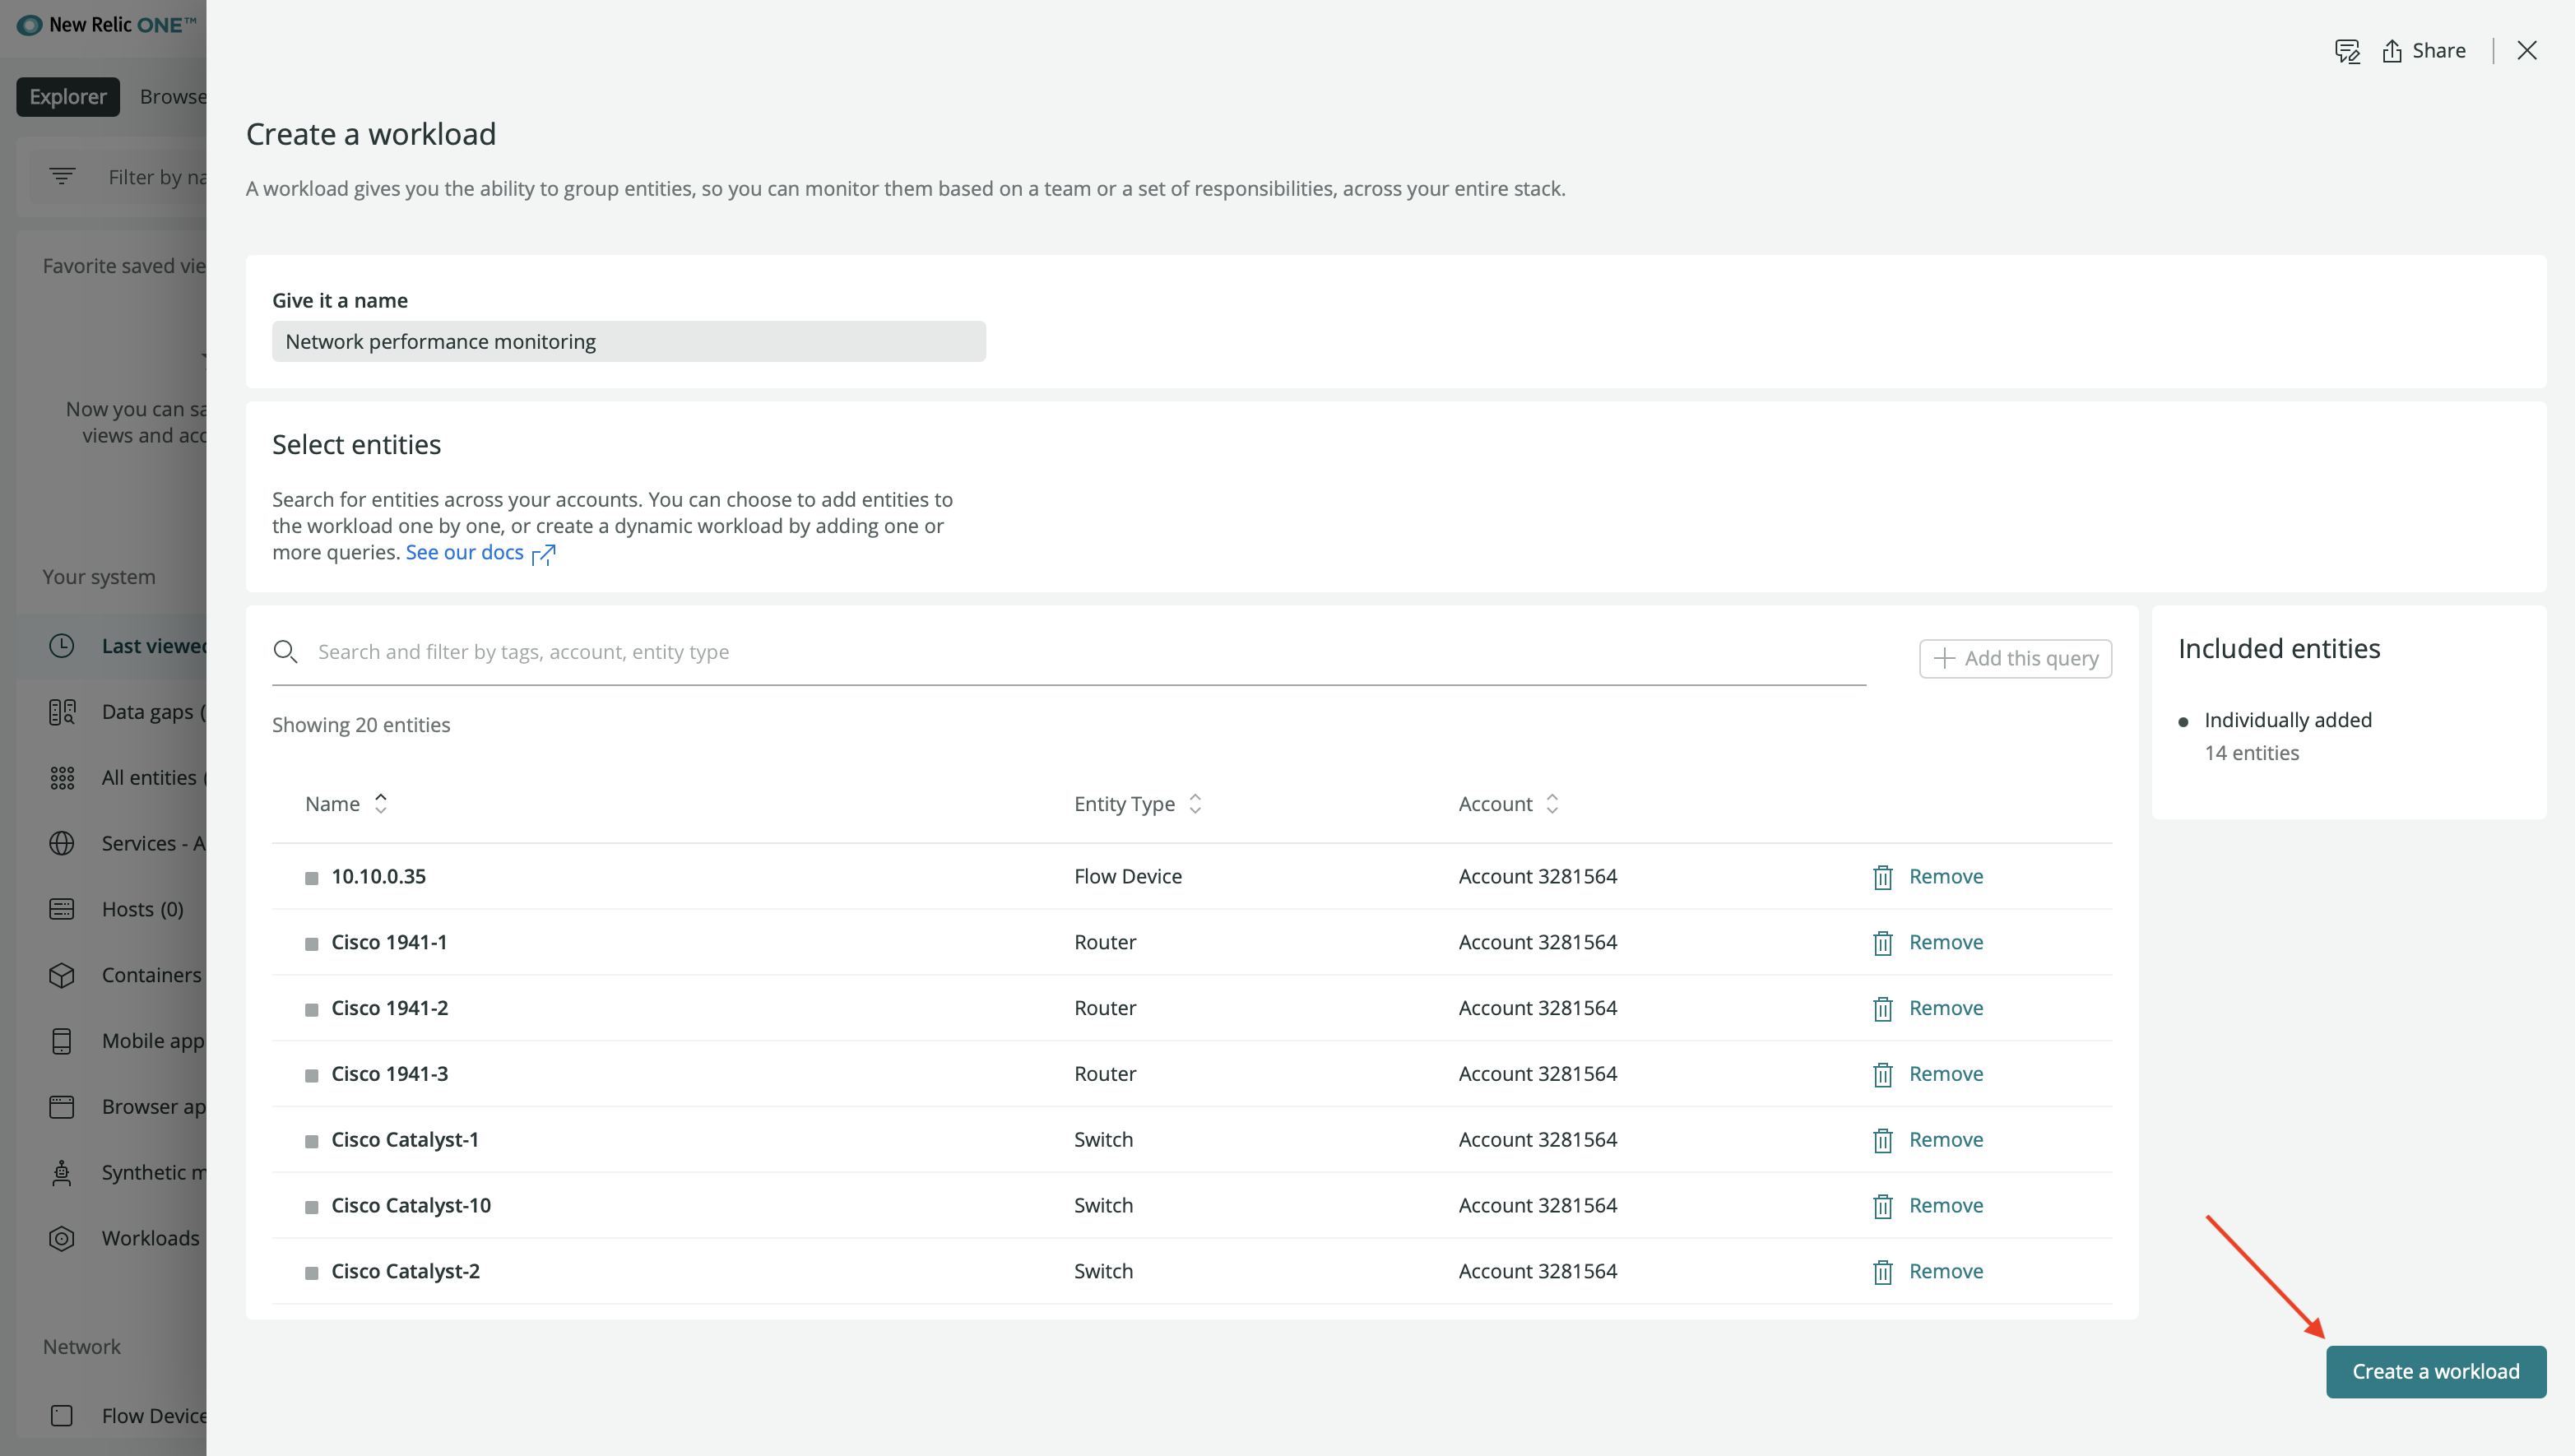 New Relic ONE™
Explorer
Browse
Filter by na
Favorite saved vie
Now you can sa
views and acc
Your system
Last viewed
Data gaps (
All entities (
Services - A
Hosts (0)
Containers
Mobile app
Browser ap
Synthetic m
Workloads
Network
Flow Device
Share
Create a workload
A workload gives you the ability to group entities, so you can monitor them based on a team or a set of responsibilities, across your entire stack.
Give it a name
Network performance monitoring
Select entities
Search for entities across your accounts. You can choose to add entities to
the workload one by one, or create a dynamic workload by adding one or
more queries. See our docs
Search and filter by tags, account, entity type
Add this query
Showing 20 entities
Name Entity Type Account
10.10.0.35 Flow Device Account 3281564 Remove
Cisco 1941-1 Router Account 3281564 Remove
Cisco 1941-2 Router Account 3281564 Remove
Cisco 1941-3 Router Account 3281564 Remove
Cisco Catalyst-1 Switch Account 3281564 Remove
Cisco Catalyst-10 Switch Account 3281564 Remove
Cisco Catalyst-2 Switch Account 3281564 Remove
Included entities
Individually added
14 entities
Create a workload